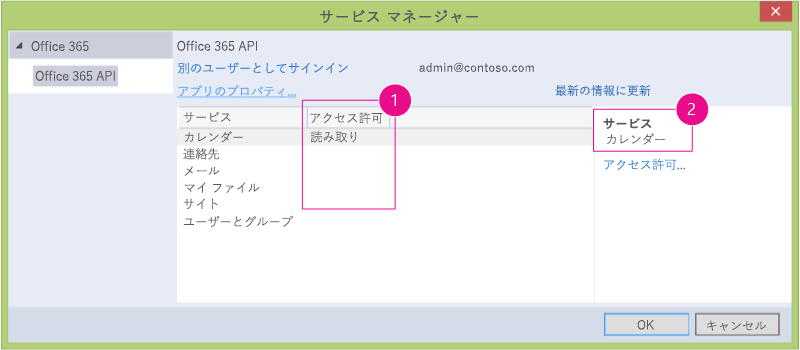 サービス マネージャー
Office 365
Office 365 API
Office 365 API
別のユーザーとしてサインイン admin@contoso.com
アプリのプロパティ... 最新の情報に更新
1
2
サービス アクセス許可
カレンダー 読み取り
連絡先
メール
マイ ファイル
サイト
ユーザーとグループ
サービス
カレンダー
アクセス許可...
OK キャンセル